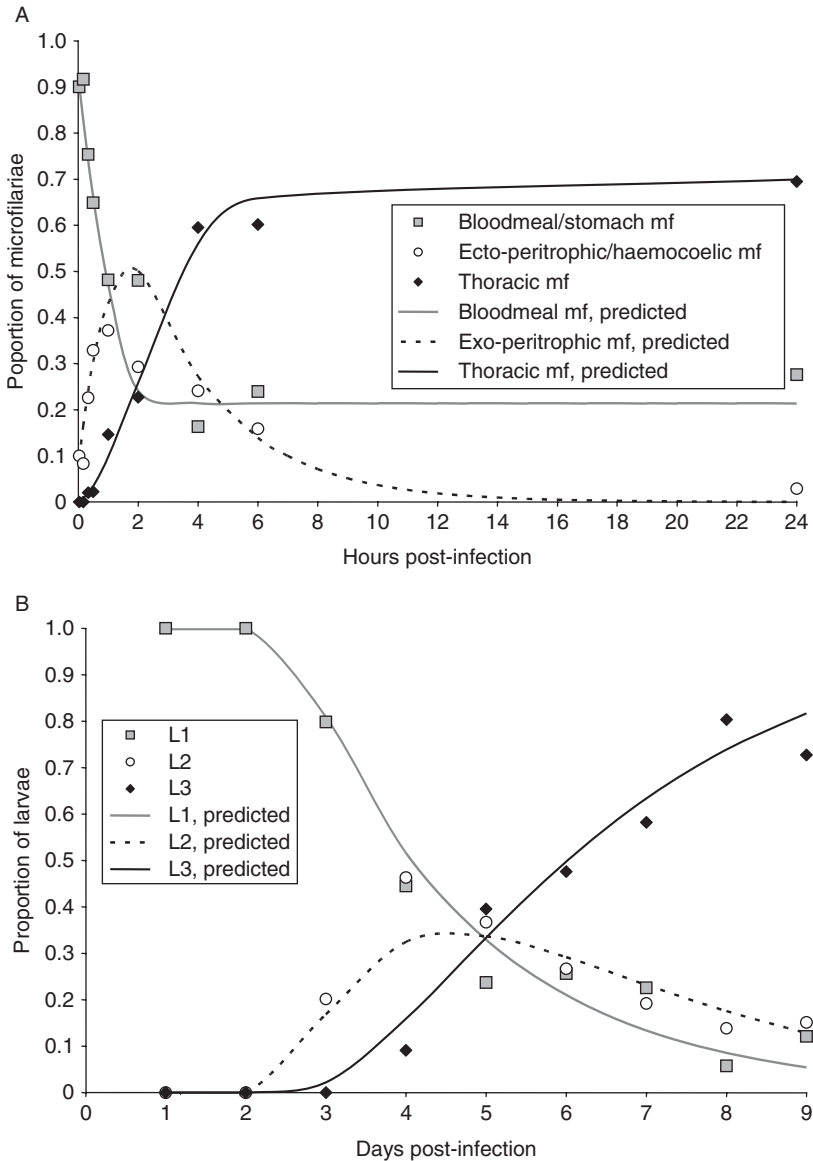 A
1.0
0.9
0.8
0.7
0.6
0.5
0.4
0.3
0.2
0.1
0
Poportion of microfilariae
Bloodmeal/stomach mf
Ecto-peritrophic/haemocoelic mf
Thoracic mf
Bloodmeal mf, predicted
Exo-peritrophic mf, predicted
Thoracic mf, predicted
0 2 4 6 8 10 12 14 16 18 20 22 24
Hours post-infection
B
1.0
0.9
0.8
0.7
0.6
0.5
0.4
0.3
0.2
0.1
0
Proportion of larvae
L1
L2
L3
L1, predicted
L2, predicted
L3, predicted
0 1 2 3 4 5 6 7 8 9
Days post-infection